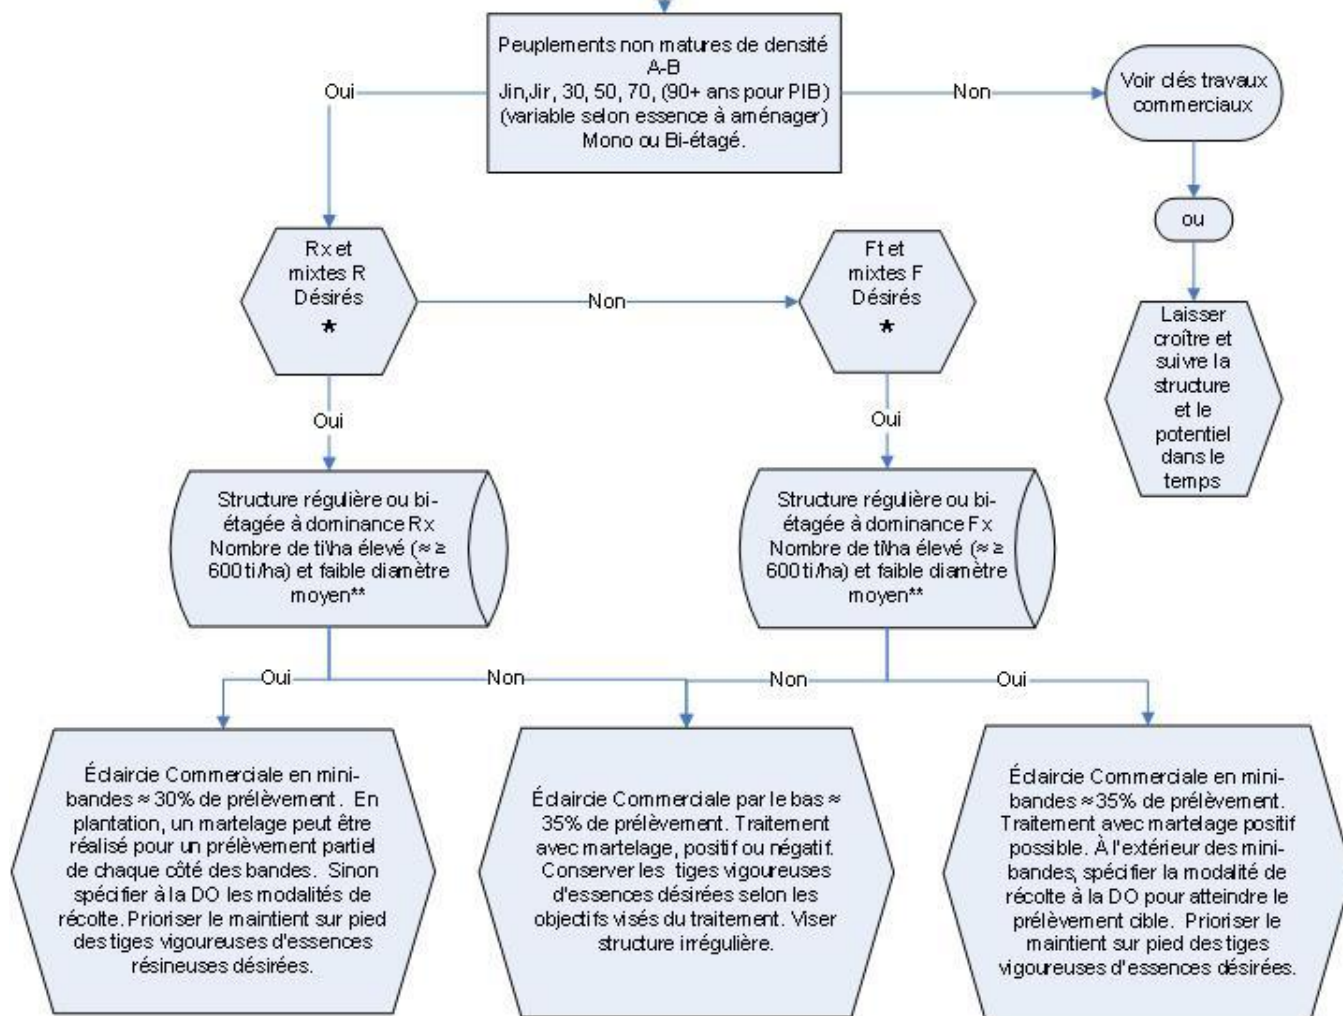 Peuplements non matures de densité
A-B
Jin,Jir, 30, 50, 70, (90+ ans pour PIB)
(variable selon essence à aménager)
Mono ou Bi-étagé.
Oui
Non
Voir clés travaux
commerciaux
ou
Laisser
croître et
suivre la
structure
et le
potentiel
dans le
temps
Rx et
mixtes R
Désirés
*
Non
Ft et
mixtes F
Désirés
*
Oui
Oui
Structure régulière ou bi-
étagée à dominance Rx
Nombre de ti/ha élevé (≈ ≥
600 ti/ha) et faible diamètre
moyen**
Structure régulière ou bi-
étagée à dominance Fx
Nombre de ti/ha élevé (≈ ≥
600 ti/ha) et faible diamètre
moyen**
Oui
Non
Non
Oui
Éclaircie Commerciale en mini-
bandes ≈ 30% de prélèvement. En
plantation, un martelage peut être
réalisé pour un prélèvement partiel
de chaque côté des bandes. Sinon
spécifier à la DO les modalités de
récolte. Prioriser le maintient sur pied
des tiges vigoureuses d'essences
résineuses désirées.
Éclaircie Commerciale par le bas ≈
35% de prélèvement. Traitement
avec martelage, positif ou négatif.
Conserver les tiges vigoureuses
d'essences désirées selon les
objectifs visés du traitement. Viser
structure irrégulière.
Éclaircie Commerciale en mini-
bandes ≈ 35% de prélèvement.
Traitement avec martelage positif
possible. À l'extérieur des mini-
bandes, spécifier la modalité de
récolte à la DO pour atteindre le
prélèvement cible. Prioriser le
maintient sur pied des tiges
vigoureuses d'essences désirées.